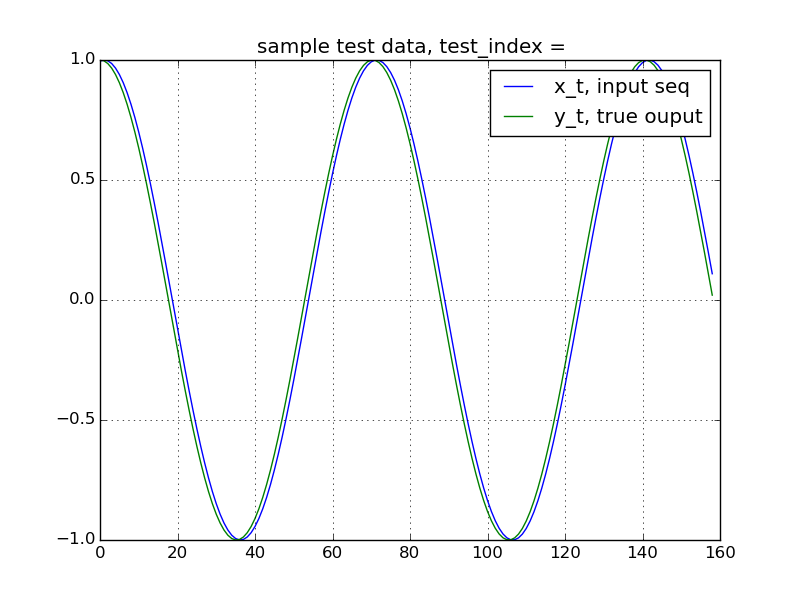 sample test data, test_index =
1.0
x_t, input seq
y_t, true ouput
0.5
0.0
−0.5
−1.0
0 20 40 60 80 100 120 140 160